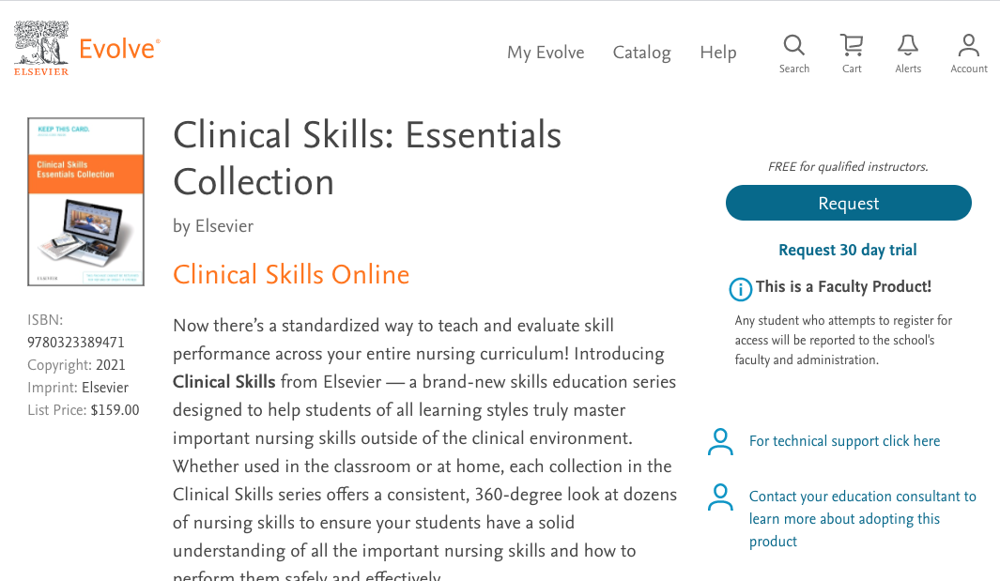 ELSEVIER
Evolve®
My Evolve
Catalog
Help
Search
Cart
Alerts
Account
KEEP THIS CARD.
Clinical Skills
Essentials Collection
ELSEVIER
ISBN:
9780323389471
Copyright: 2021
Imprint: Elsevier
List Price: $159.00
Clinical Skills: Essentials
Collection
by Elsevier
Clinical Skills Online
Now there’s a standardized way to teach and evaluate skill
performance across your entire nursing curriculum! Introducing
Clinical Skills from Elsevier — a brand-new skills education series
designed to help students of all learning styles truly master
important nursing skills outside of the clinical environment.
Whether used in the classroom or at home, each collection in the
Clinical Skills series offers a consistent, 360-degree look at dozens
of nursing skills to ensure your students have a solid
understanding of all the important nursing skills and how to
perform them safely and effectively.
FREE for qualified instructors.
Request
Request 30 day trial
This is a Faculty Product!
Any student who attempts to register for
access will be reported to the school's
faculty and administration.
For technical support click here
Contact your education consultant to
learn more about adopting this
product